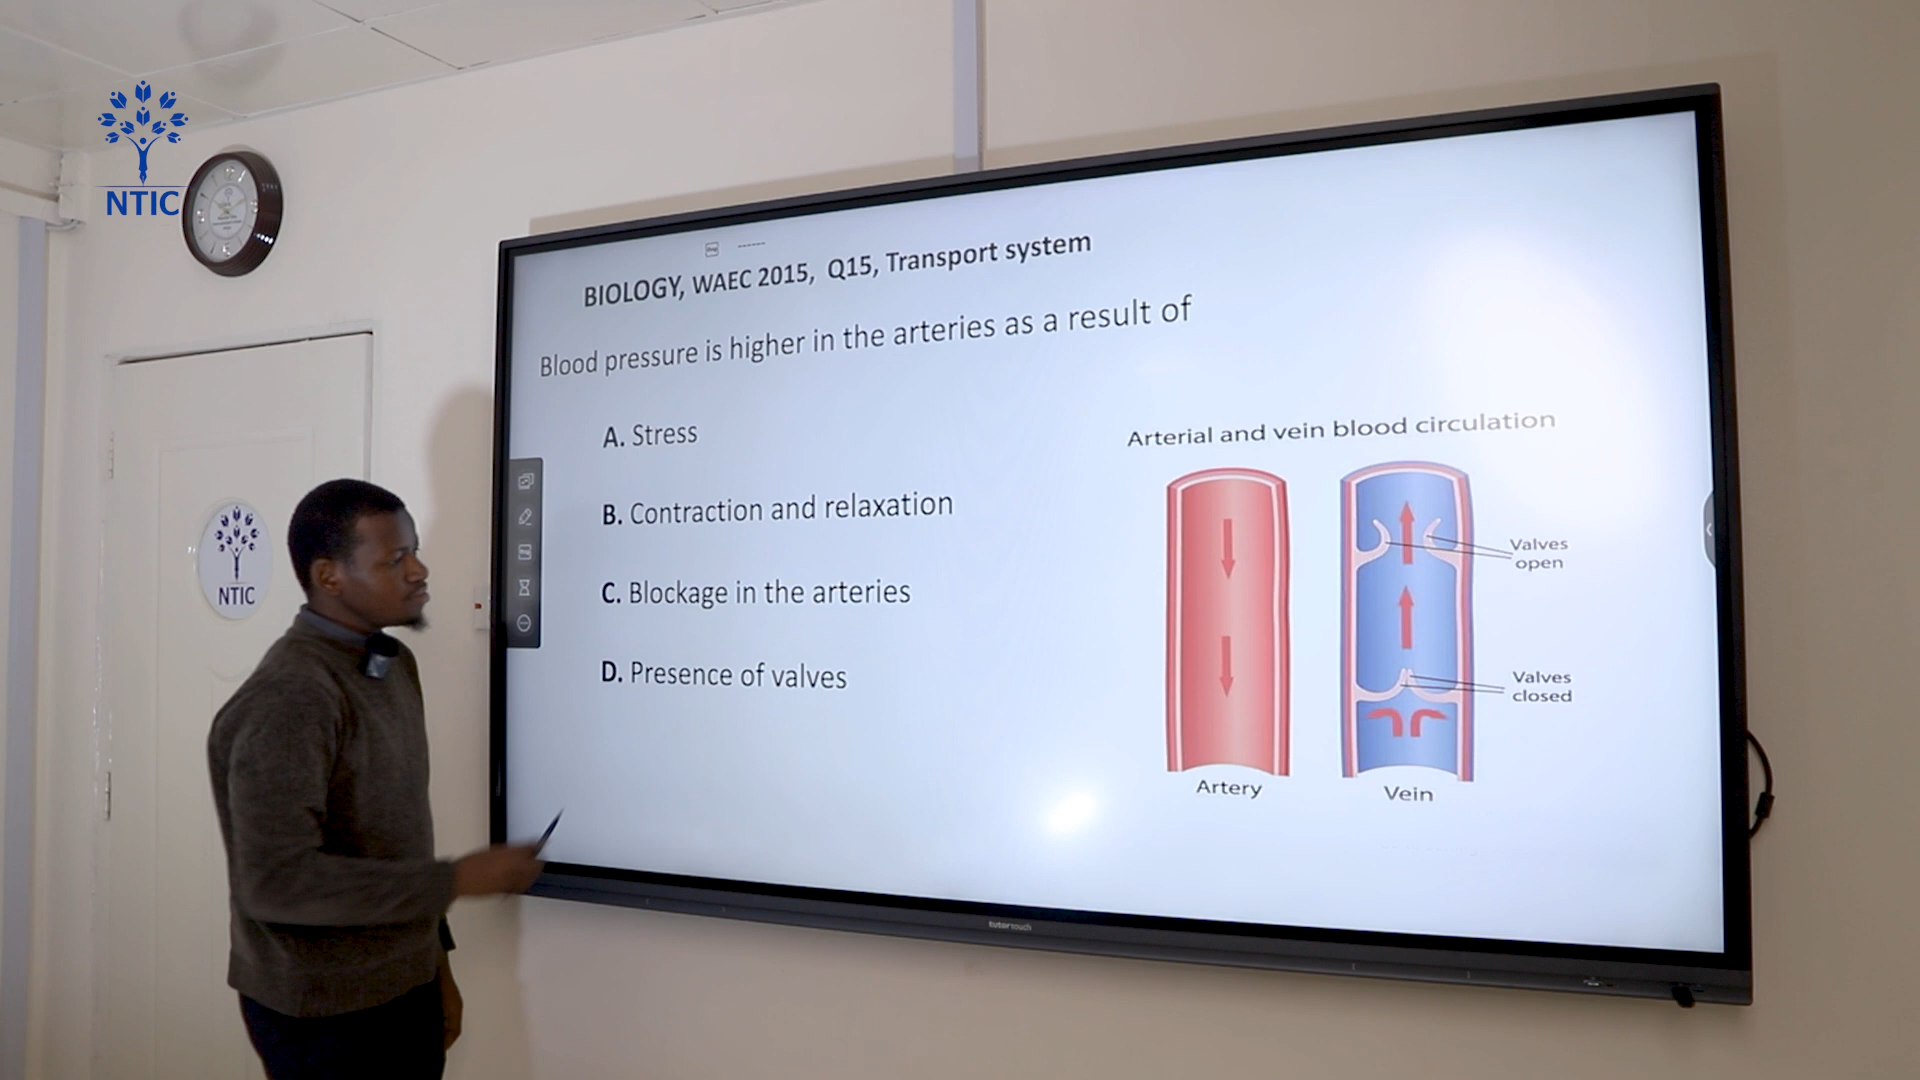 NTIC
BIOLOGY, WAEC 2015, Q15, Transport system
Blood pressure is higher in the arteries as a result of
A. Stress
B. Contraction and relaxation
C. Blockage in the arteries
D. Presence of valves
Arterial and vein blood circulation
Valves
open
Valves
closed
Artery
Vein
NTIC
tutortouch